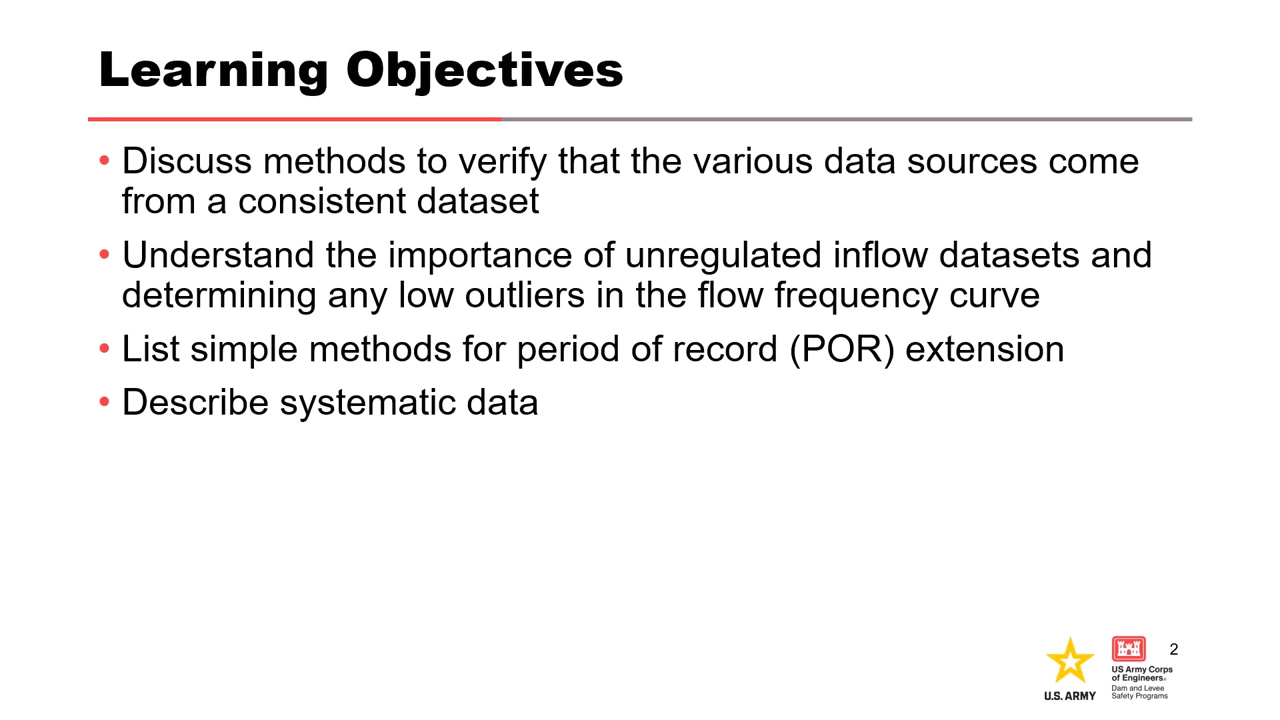 Learning Objectives
• Discuss methods to verify that the various data sources come
from a consistent dataset
• Understand the importance of unregulated inflow datasets and
determining any low outliers in the flow frequency curve
• List simple methods for period of record (POR) extension
• Describe systematic data
2
U.S. ARMY
US Army Corps
of Engineers®
Dam and Levee
Safety Programs